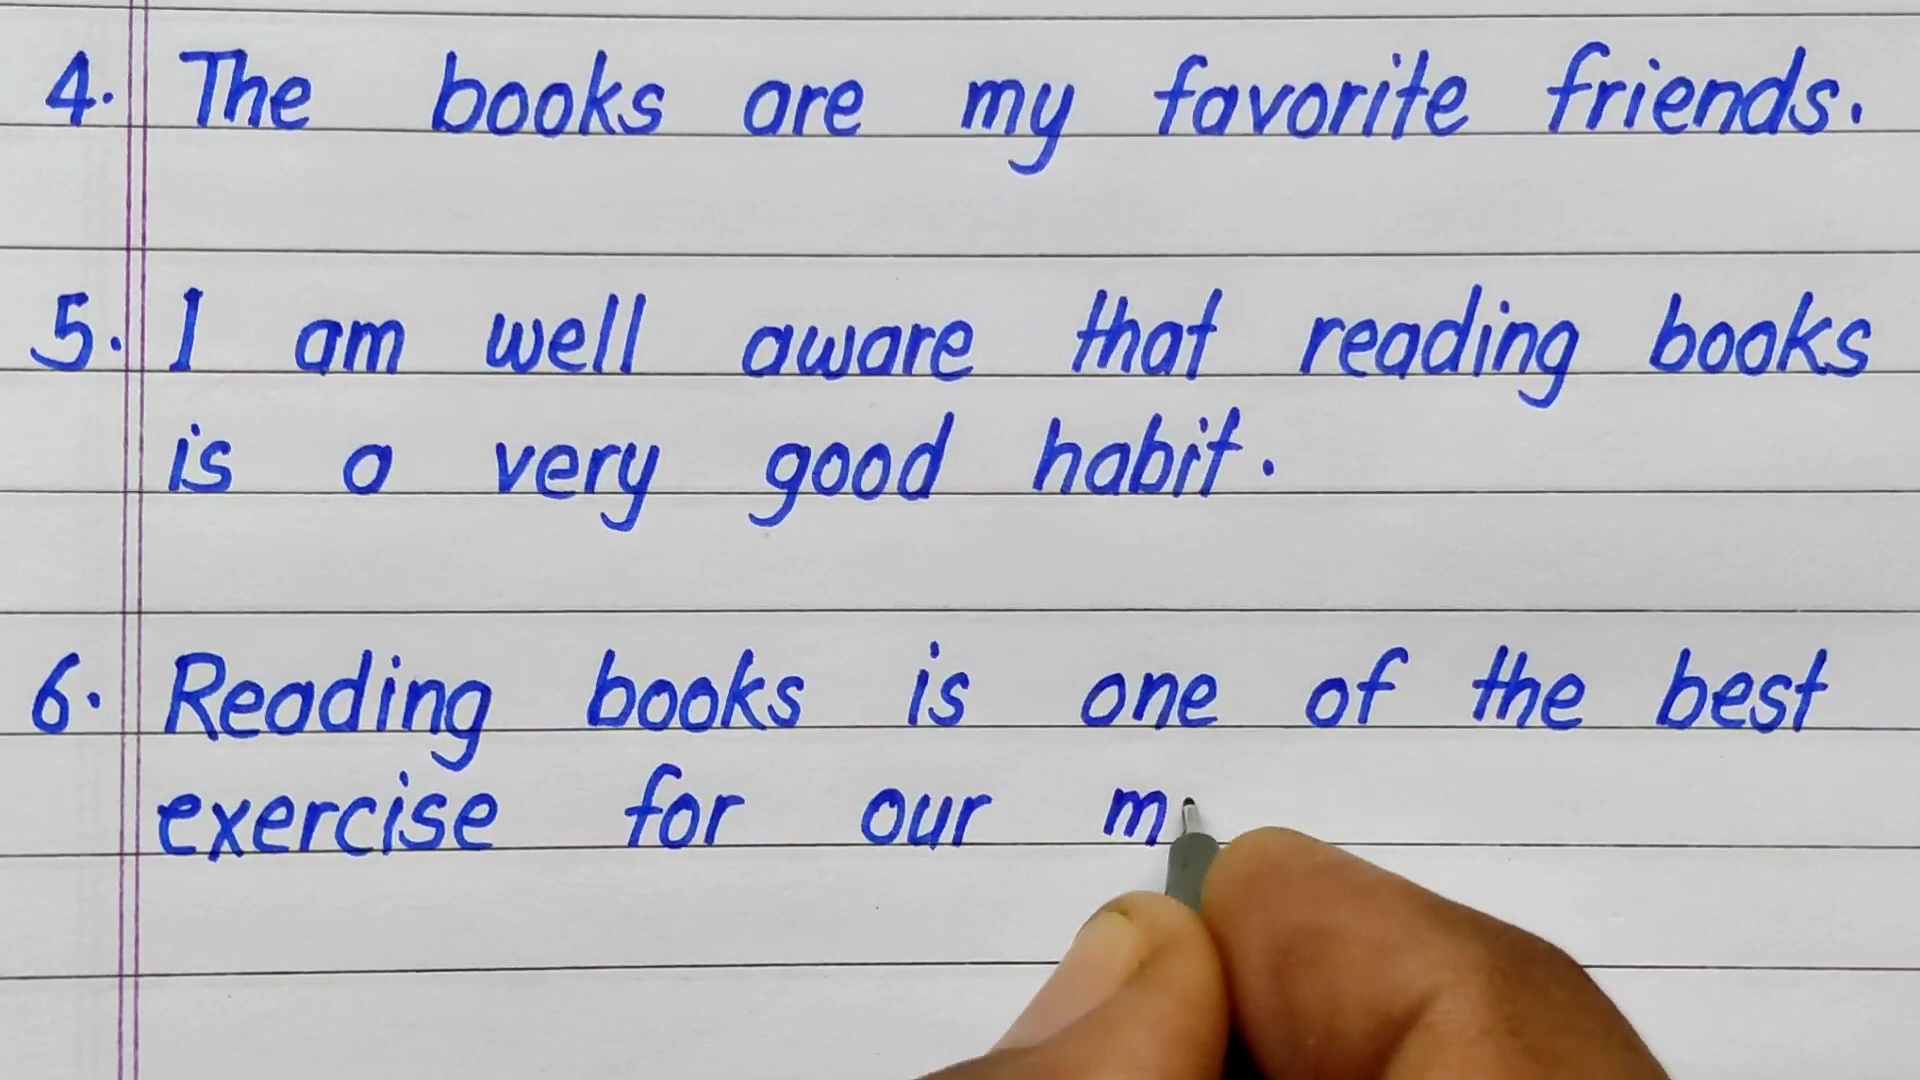 4. The books are my favorite friends.
5. I am well aware that reading books
is a very good habit.
6. Reading books is one of the best
exercise for our m